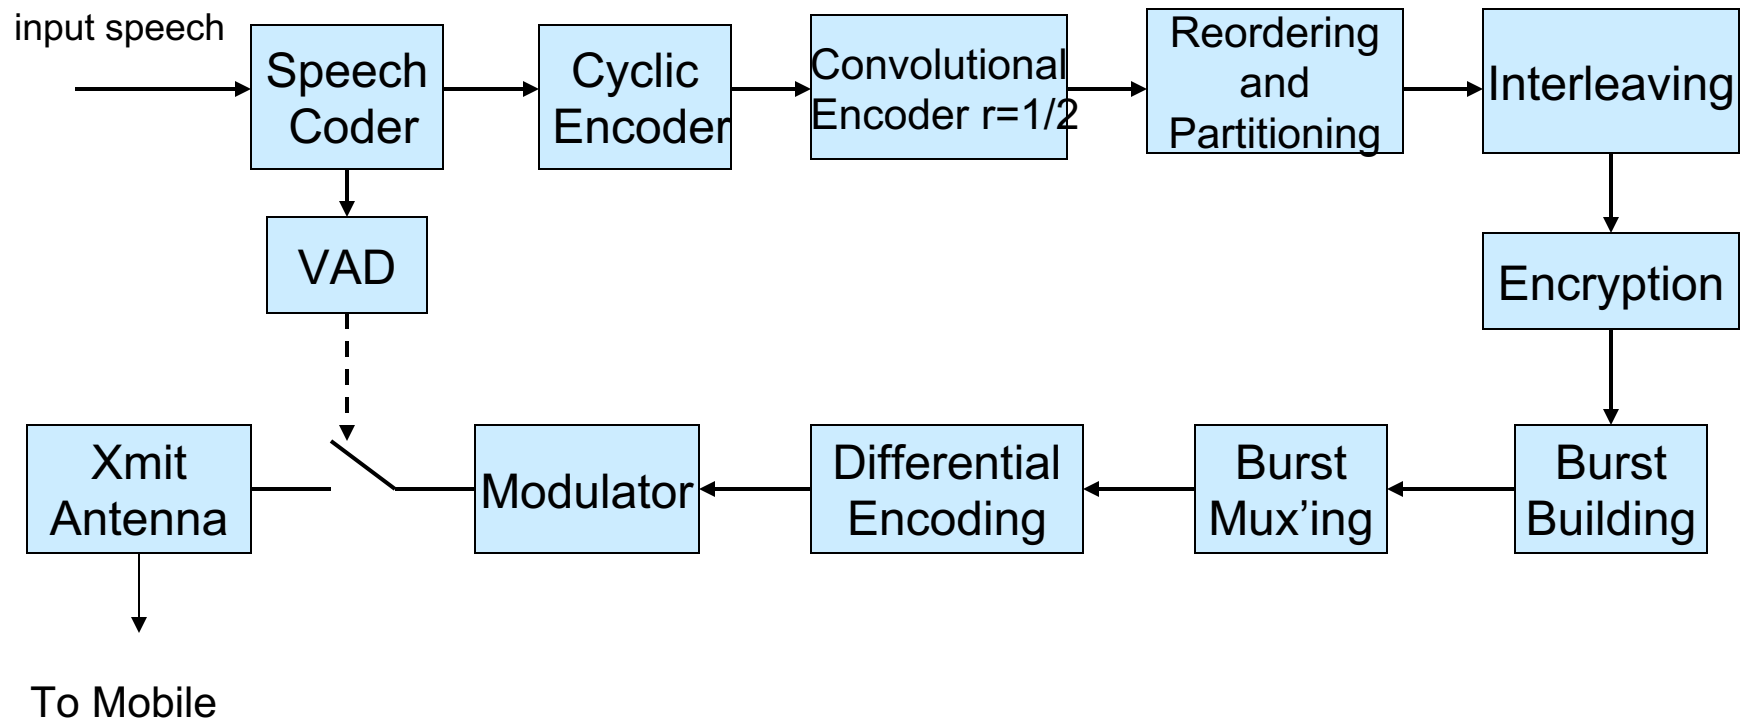 input speech
Speech
Coder
Cyclic
Encoder
Convolutional
Encoder r=1/2
Reordering
and
Partitioning
Interleaving
VAD
Encryption
Xmit
Antenna
Modulator
Differential
Encoding
Burst
Mux'ing
Burst
Building
To Mobile